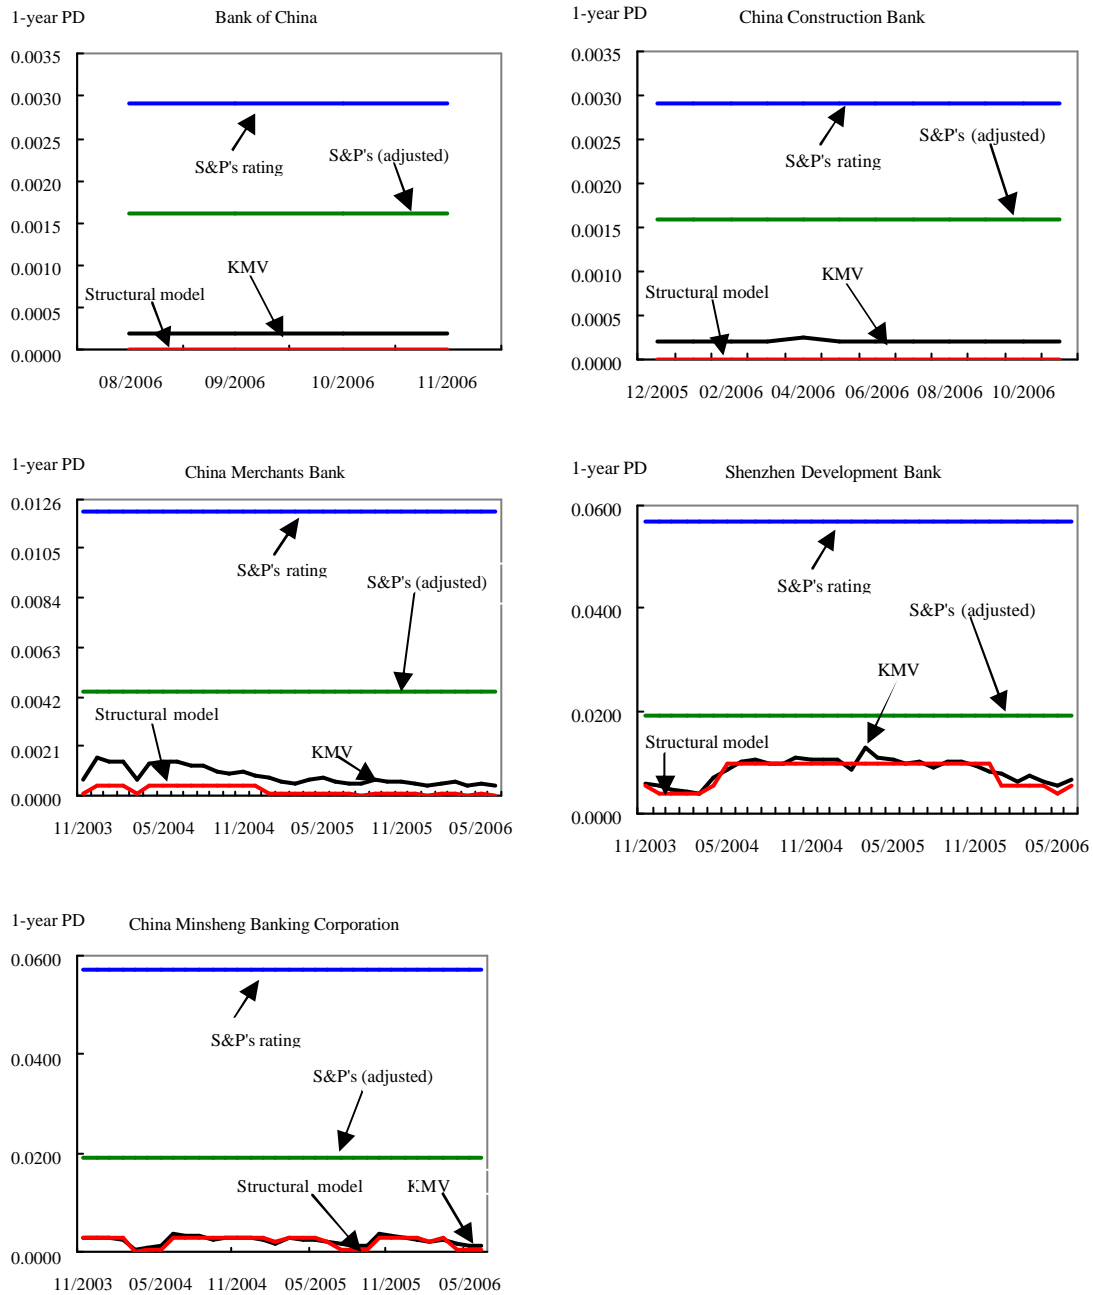 1-year PD
Bank of China
0.0035
0.0030
0.0025
0.0020
0.0015
0.0010
0.0005
0.0000
S&P's rating
S&P's (adjusted)
KMV
Structural model
08/2006 09/2006 10/2006 11/2006
1-year PD
China Construction Bank
0.0035
0.0030
0.0025
0.0020
0.0015
0.0010
0.0005
0.0000
S&P's (adjusted)
S&P's rating
KMV
Structural model
12/2005 02/2006 04/2006 06/2006 08/2006 10/2006
1-year PD
China Merchants Bank
0.0126
0.0105
0.0084
0.0063
0.0042
0.0021
0.0000
S&P's rating
S&P's (adjusted)
Structural model
KMV
11/2003 05/2004 11/2004 05/2005 11/2005 05/2006
1-year PD
Shenzhen Development Bank
0.0600
0.0400
0.0200
0.0000
S&P's rating
S&P's (adjusted)
KMV
Structural model
11/2003 05/2004 11/2004 05/2005 11/2005 05/2006
1-year PD
China Minsheng Banking Corporation
0.0600
0.0400
0.0200
0.0000
S&P's rating
S&P's (adjusted)
Structural model
KMV
11/2003 05/2004 11/2004 05/2005 11/2005 05/2006